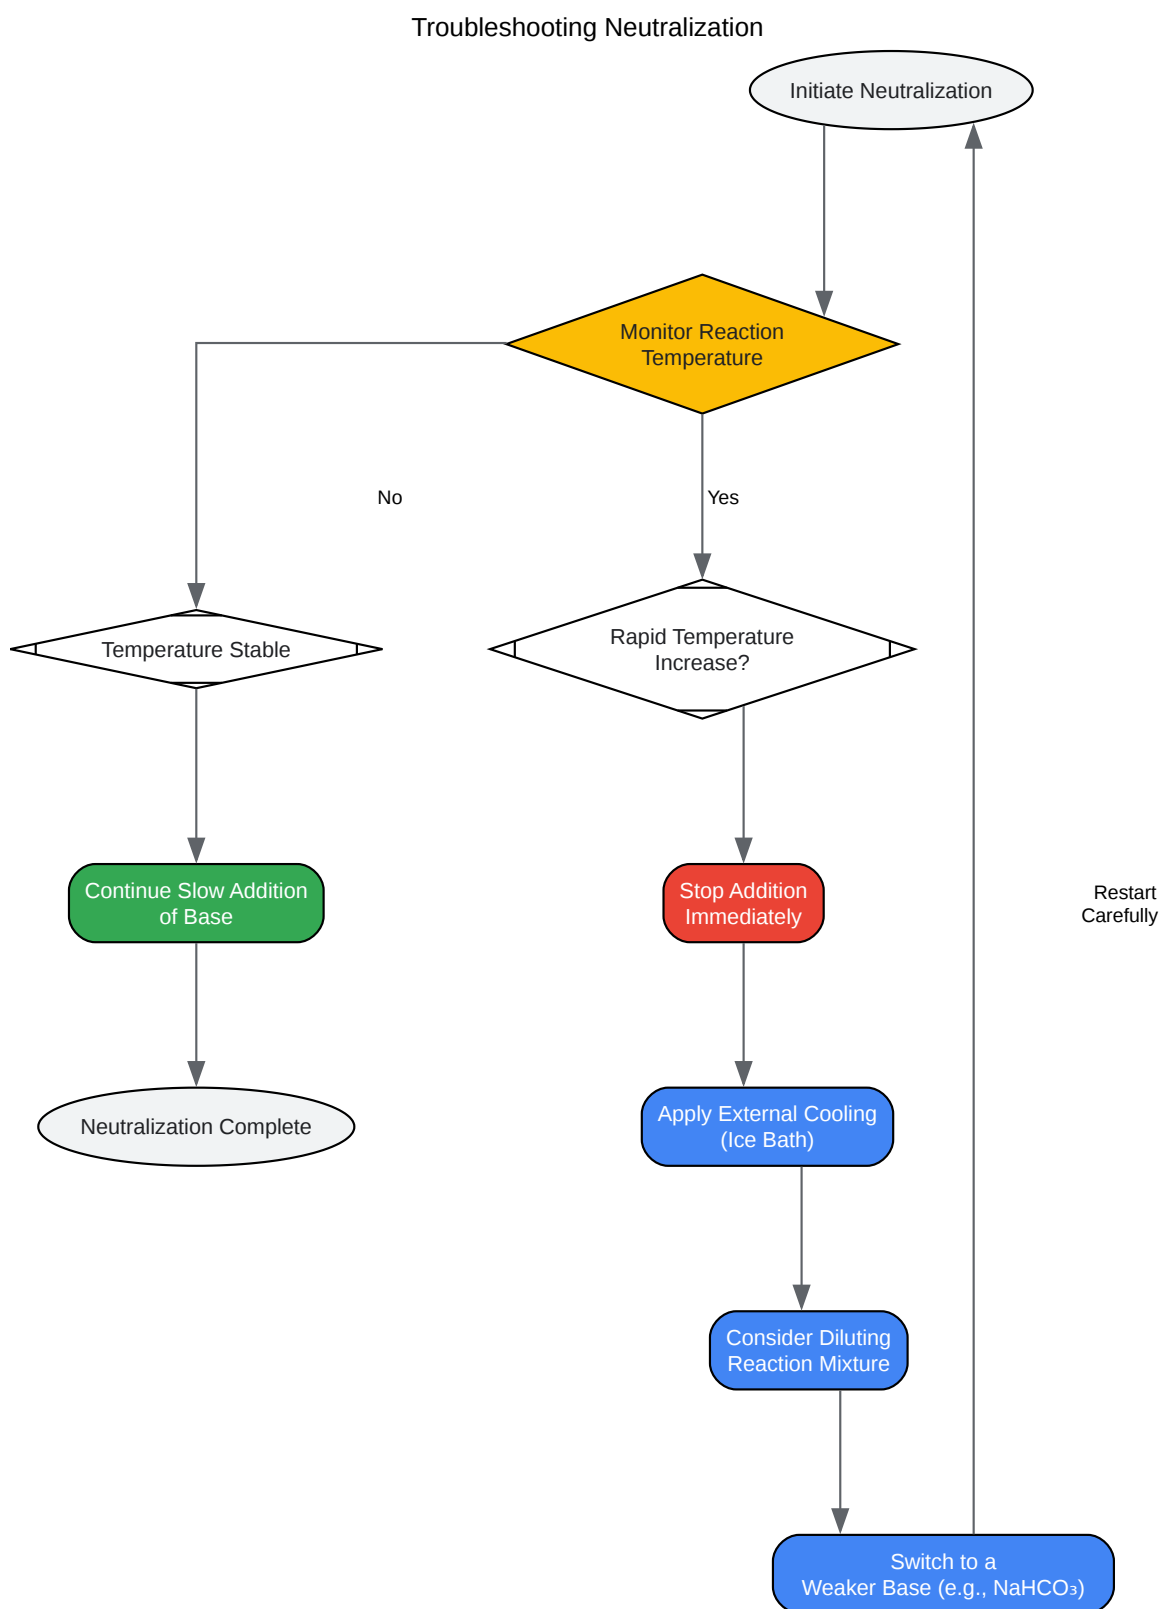 Troubleshooting Neutralization
Initiate Neutralization
Monitor Reaction
Temperature
No
Yes
Temperature Stable
Rapid Temperature
Increase?
Continue Slow Addition
of Base
Stop Addition
Immediately
Restart
Carefully
Neutralization Complete
Apply External Cooling
(Ice Bath)
Consider Diluting
Reaction Mixture
Switch to a
Weaker Base (e.g., NaHCO₃)